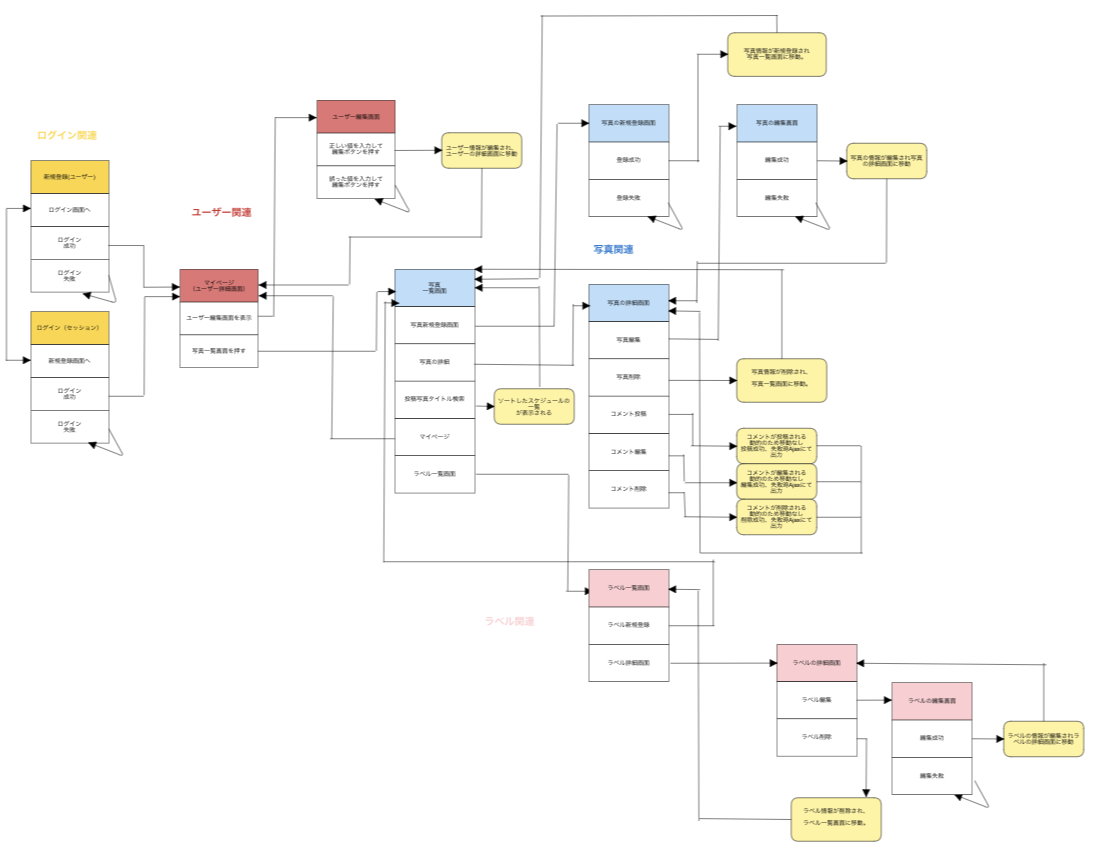 ログイン関連
新規登録(ユーザー)
ログイン画面へ
ログイン
成功
ログイン
失敗
ログイン（セッション）
新規登録画面へ
ログイン
成功
ログイン
失敗
ユーザー関連
マイページ
（ユーザー詳細画面）
ユーザー編集画面を表示
写真一覧画面を押す
ユーザー編集画面
正しい値を入力して
編集ボタンを押す
誤った値を入力して
編集ボタンを押す
ユーザー情報が編集され、
ユーザーの詳細画面に移動
写真関連
写真
一覧画面
写真新規登録画面
写真の詳細
投稿写真タイトル検索
マイページ
ラベル一覧画面
ソートしたスケジュールの
一覧
が表示される
写真の新規登録画面
登録成功
登録失敗
写真情報が新規登録され
写真一覧画面に移動。
写真の編集画面
編集成功
編集失敗
写真の情報が編集され写真
の詳細画面に移動
写真の詳細画面
写真編集
写真削除
コメント投稿
コメント編集
コメント削除
写真情報が削除され、
写真一覧画面に移動。
コメントが投稿される
動的のため移動なし
投稿成功、失敗時Ajaxにて
出力
コメントが編集される
動的のため移動なし
編集成功、失敗時Ajaxにて
出力
コメントが削除される
動的のため移動なし
削除成功、失敗時Ajaxにて
出力
ラベル関連
ラベル一覧画面
ラベル新規登録
ラベル詳細画面
ラベルの詳細画面
ラベル編集
ラベル削除
ラベルの編集画面
編集成功
編集失敗
ラベルの情報が編集されラ
ベルの詳細画面に移動
ラベル情報が削除され、
ラベル一覧画面に移動。